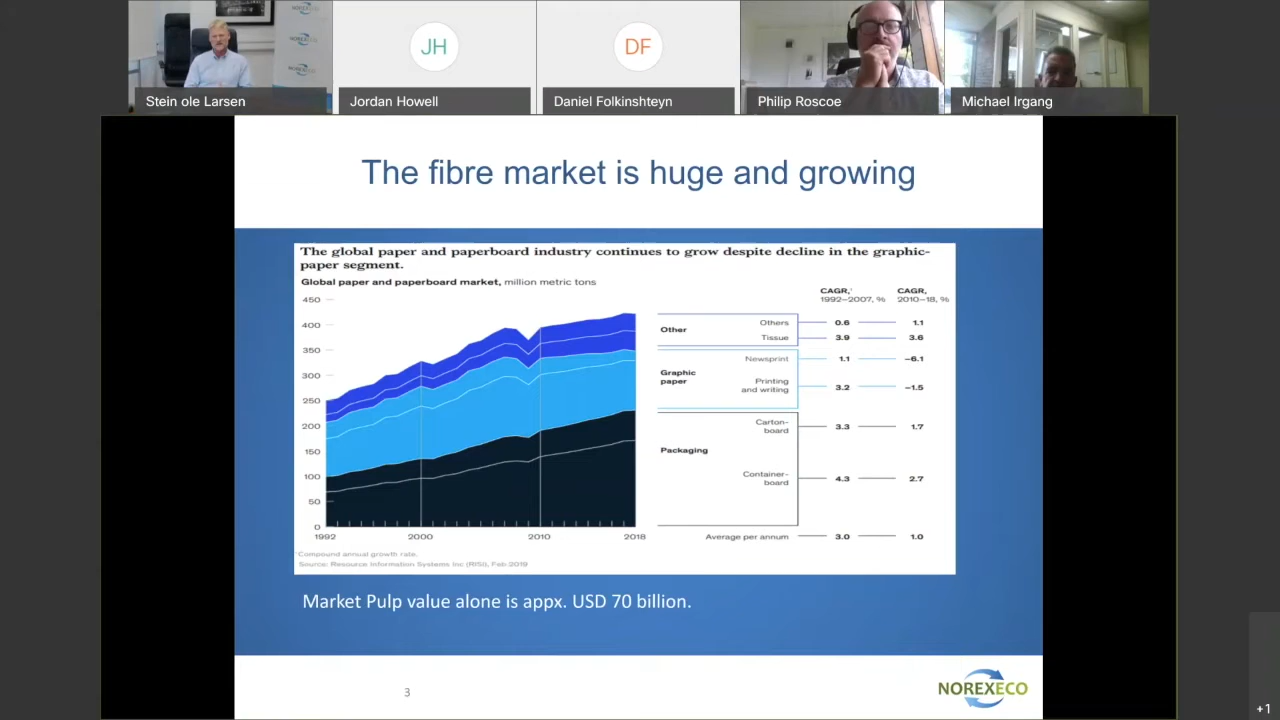 NOREXECO
JH
DF
Stein ole Larsen
Jordan Howell
Daniel Folkinshteyn
Philip Roscoe
Michael Irgang
The fibre market is huge and growing
The global paper and paperboard industry continues to grow despite decline in the graphic-
paper segment.
Global paper and paperboard market, million metric tons
450
400
350
300
250
200
150
100
50
0
1992
2000
2010
2018
CAGR,¹
1992–2007, %
CAGR,
2010–18, %
Other
Others
0.6
1.1
Tissue
3.9
3.6
Graphic
paper
Newsprint
1.1
–6.1
Printing
and writing
3.2
–1.5
Packaging
Carton-
board
3.3
1.7
Container-
board
4.3
2.7
Average per annum
3.0
1.0
¹Compound annual growth rate.
Source: Resource Information Systems Inc (RISI), Feb 2019
Market Pulp value alone is appx. USD 70 billion.
3
NOREXECO
+1